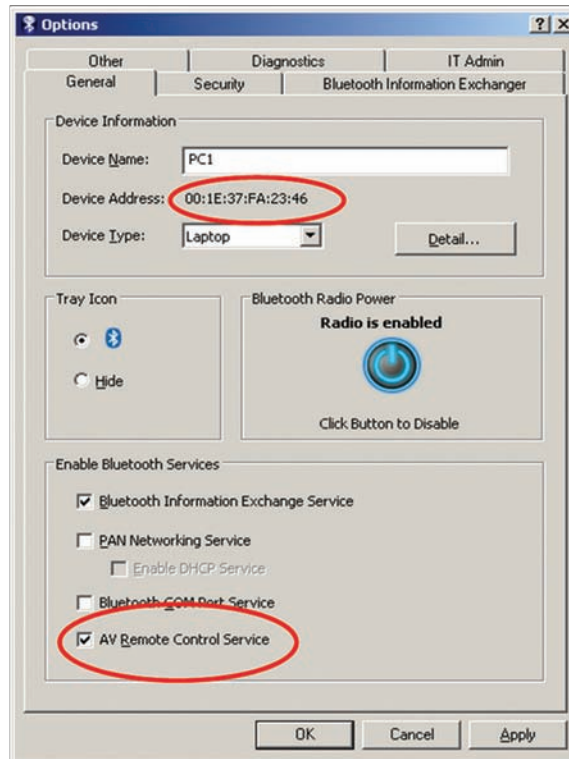 Options
Other Diagnostics IT Admin
General Security Bluetooth Information Exchanger
Device Information
Device Name: PC1
Device Address: 00:1E:37:FA:23:46
Device Type: Laptop Detail...
Tray Icon
Hide
Bluetooth Radio Power
Radio is enabled
Click Button to Disable
Enable Bluetooth Services
Bluetooth Information Exchange Service
PAN Networking Service
Enable DHCP Service
Bluetooth COM Port Service
AV Remote Control Service
OK Cancel Apply